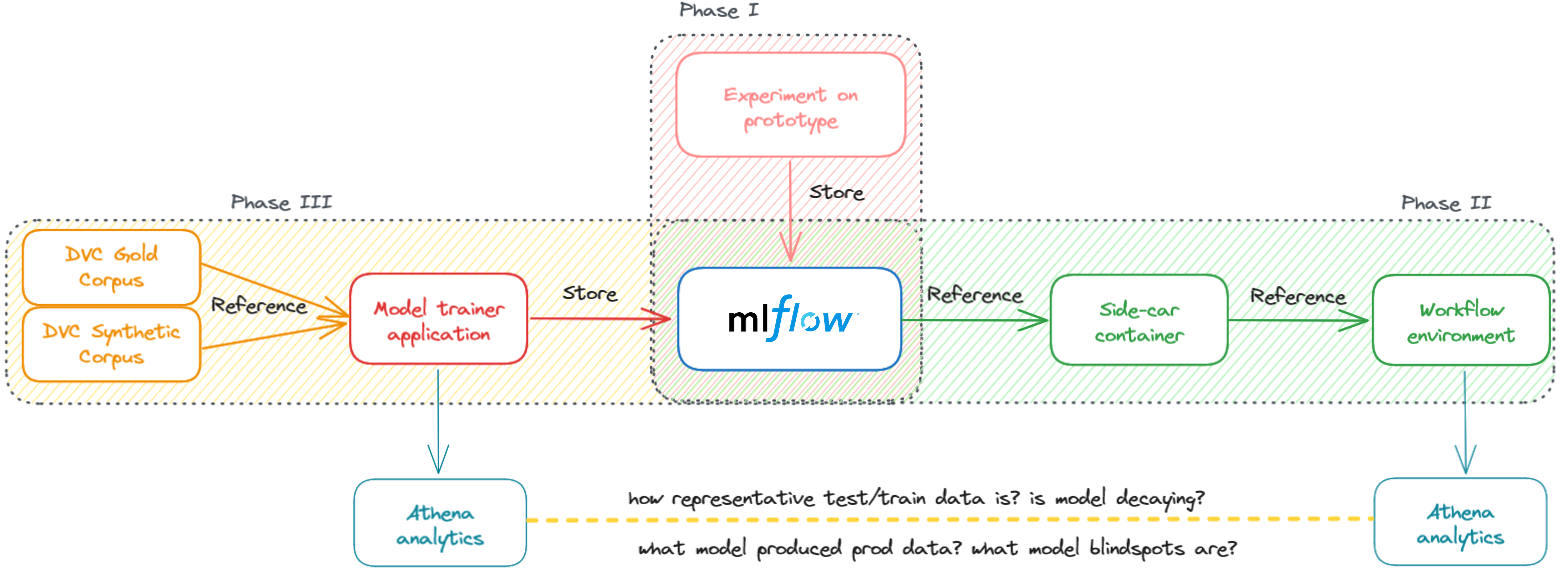 Phase I
Experiment on
prototype
Store
Phase III
Phase II
DVC Gold
Corpus
DVC Synthetic
Corpus
Reference
Model trainer
application
Store
mlflow
Reference
Side-car
container
Reference
Workflow
environment
Athena
analytics
how representative test/train data is? is model decaying?
what model produced prod data? what model blindspots are?
Athena
analytics